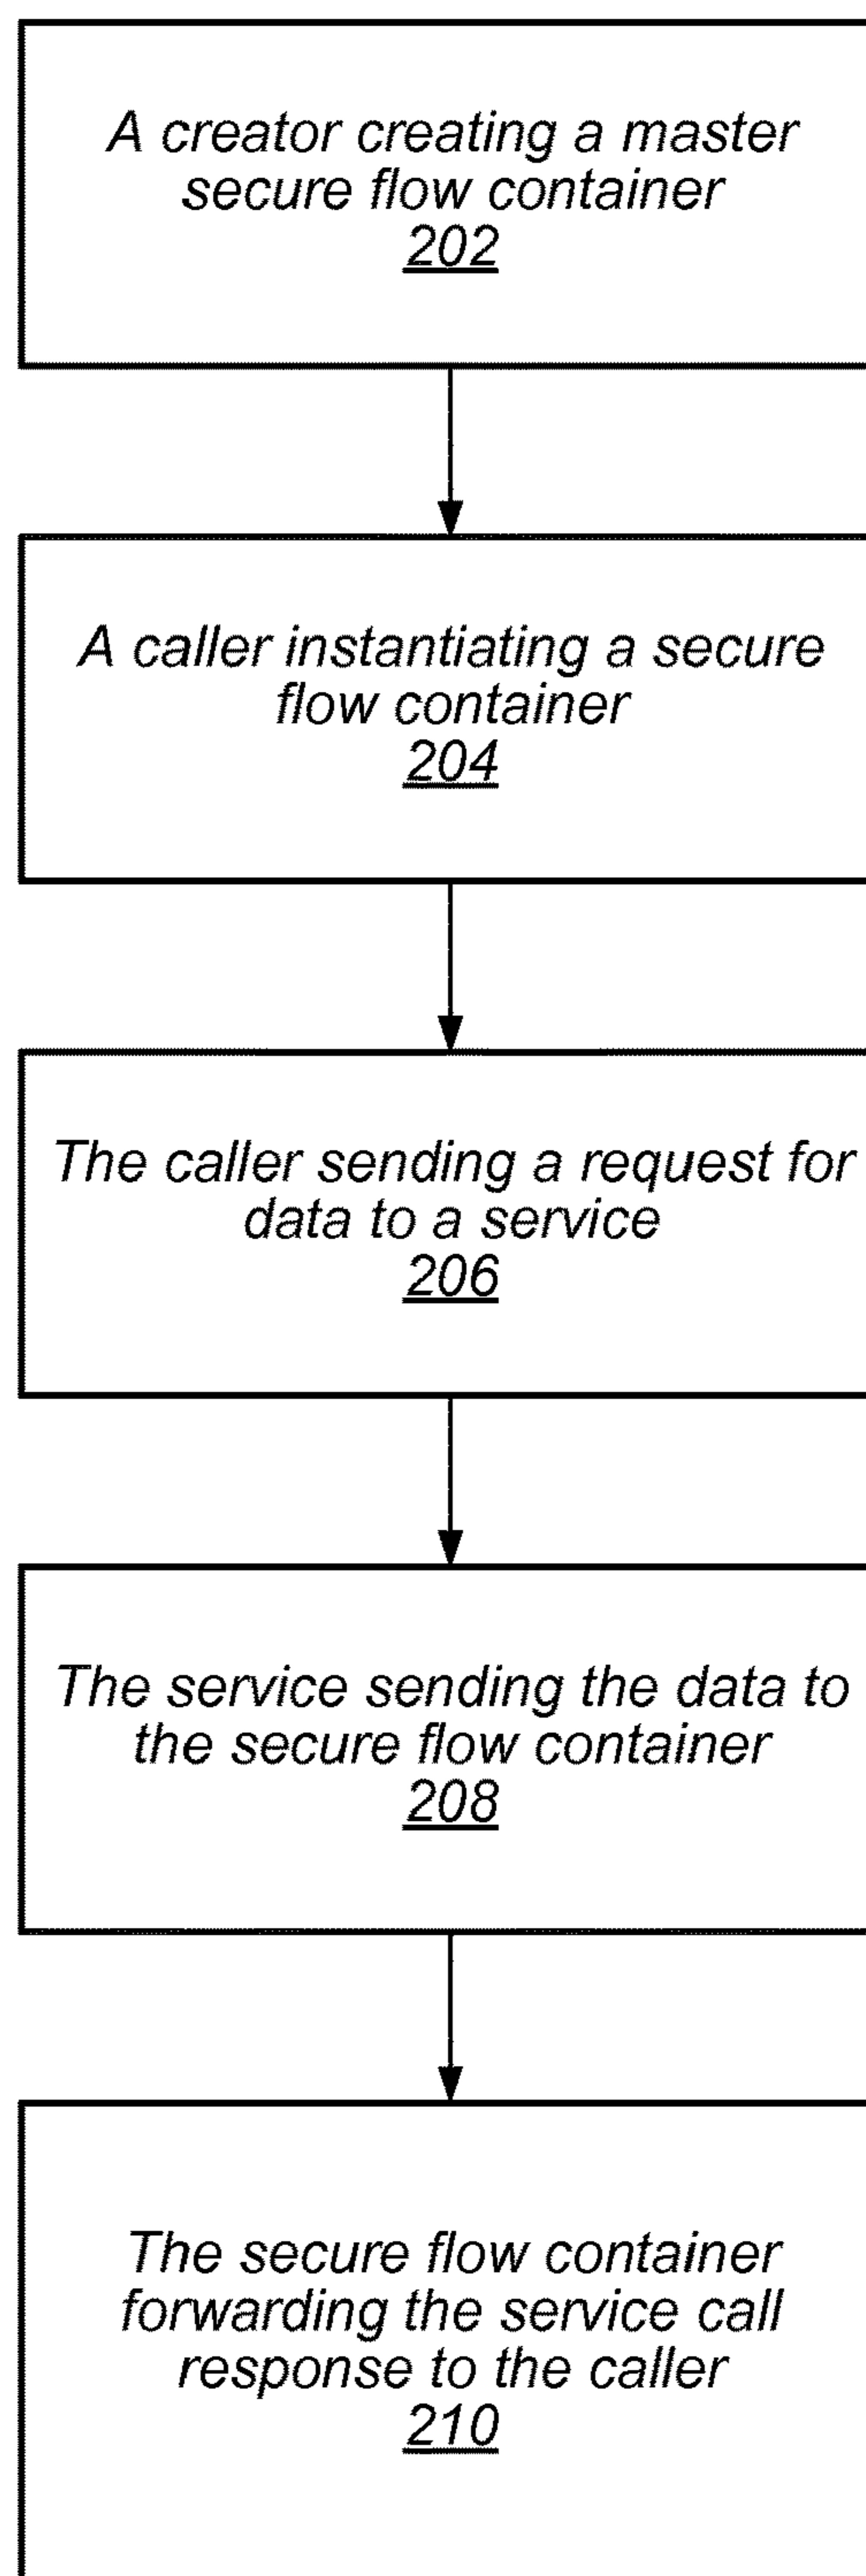 A creator creating a master
secure flow container
202
A caller instantiating a secure
flow container
204
The caller sending a request for
data to a service
206
The service sending the data to
the secure flow container
208
The secure flow container
forwarding the service call
response to the caller
210